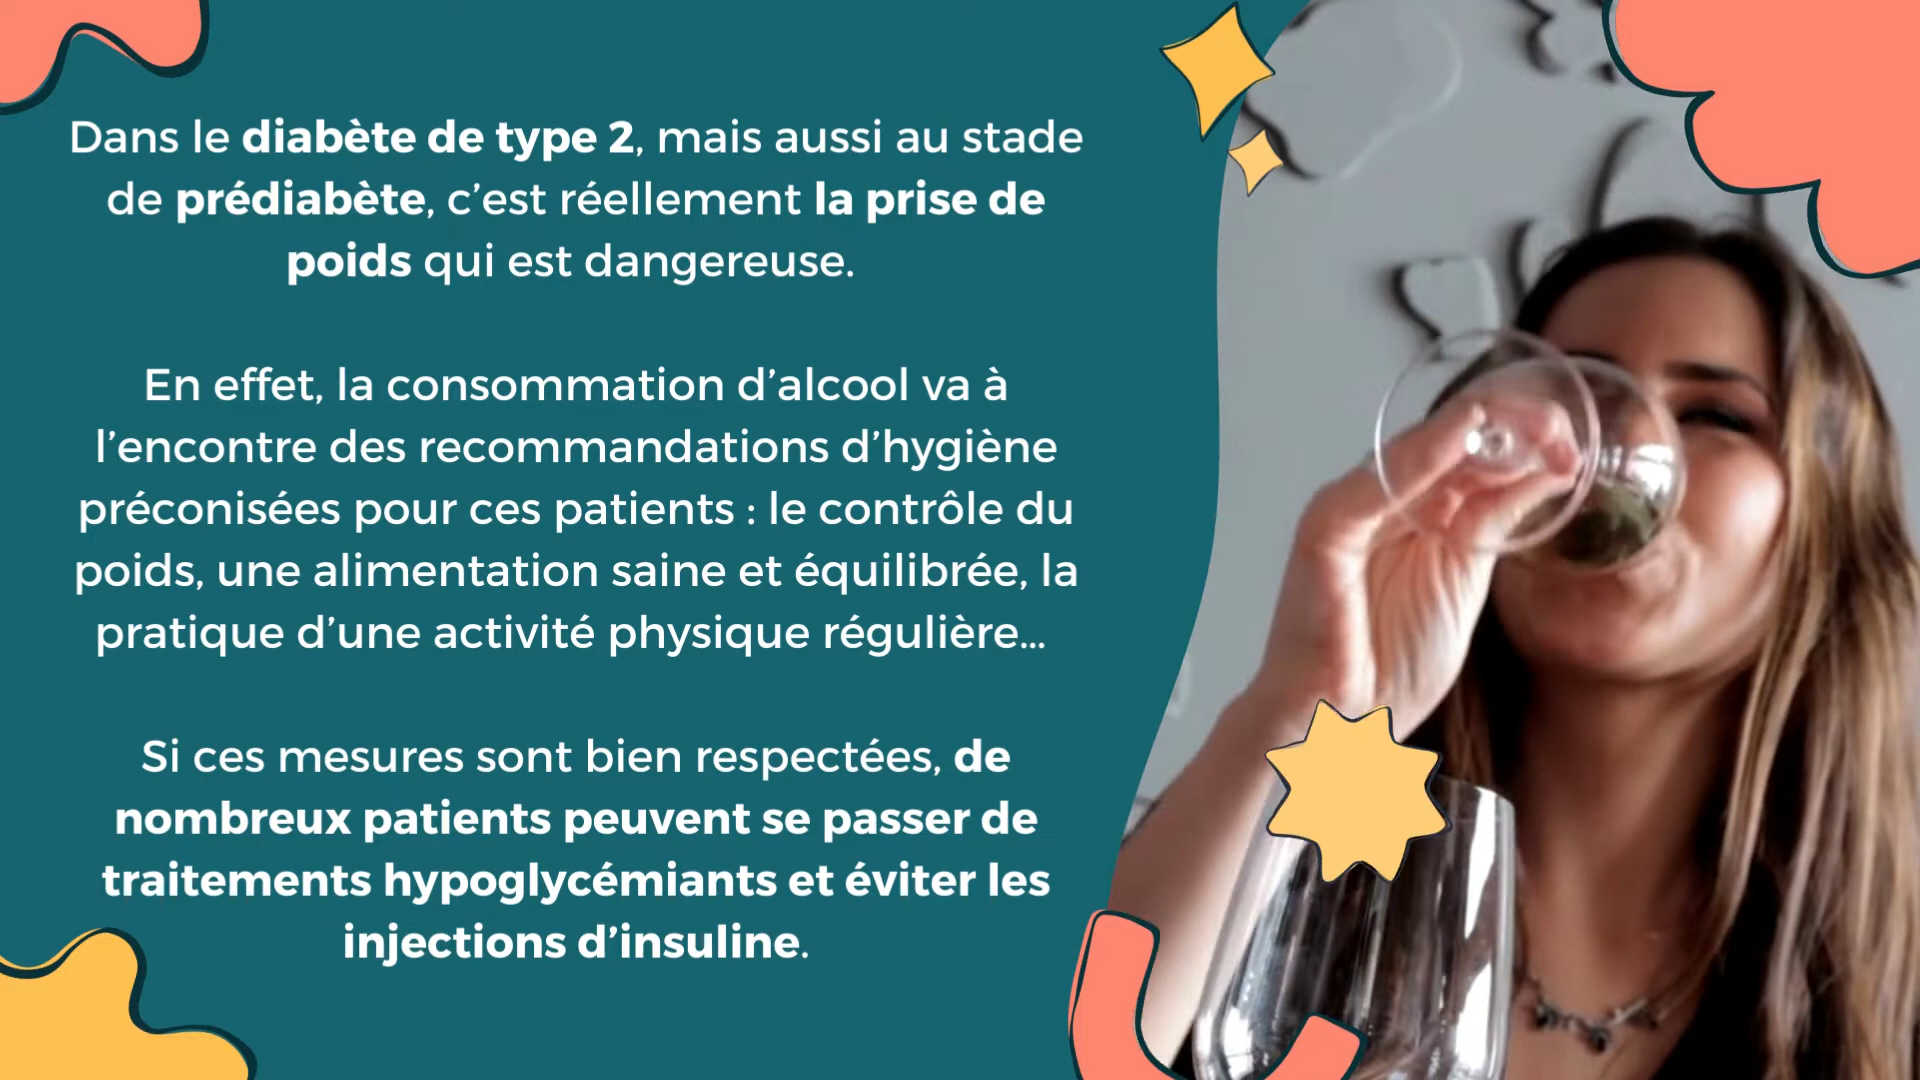 Dans le diabète de type 2, mais aussi au stade
de prédiabète, c’est réellement la prise de
poids qui est dangereuse.
En effet, la consommation d’alcool va à
l’encontre des recommandations d’hygiène
préconisées pour ces patients : le contrôle du
poids, une alimentation saine et équilibrée, la
pratique d’une activité physique régulière...
Si ces mesures sont bien respectées, de
nombreux patients peuvent se passer de
traitements hypoglycémiants et éviter les
injections d’insuline.